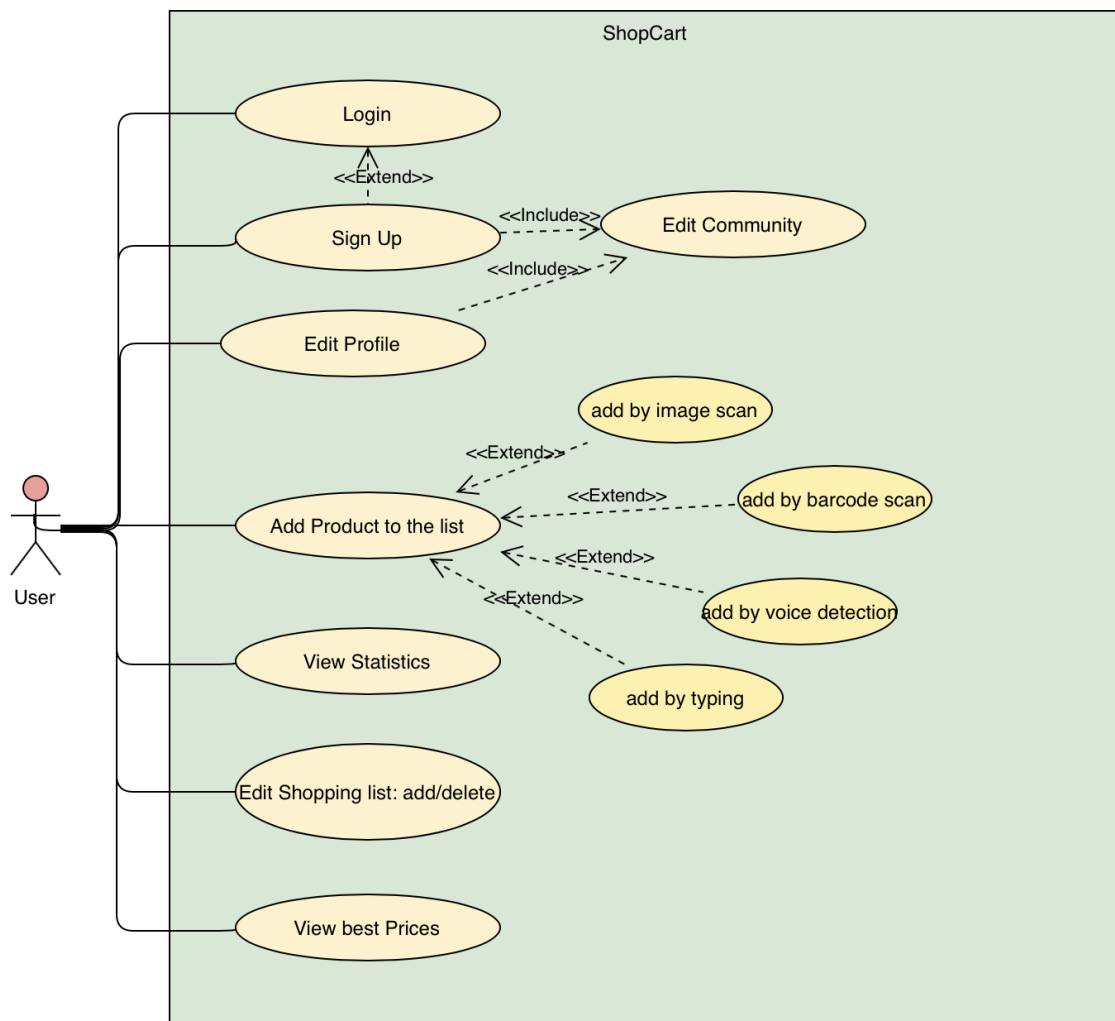 ShopCart
Login
<<Extend>>
Sign Up
<<Include>>
Edit Community
<<Include>>
Edit Profile
add by image scan
<<Extend>>
add by barcode scan
<<Extend>>
Add Product to the list
<<Extend>>
add by voice detection
<<Extend>>
User
View Statistics
add by typing
Edit Shopping list: add/delete
View best Prices